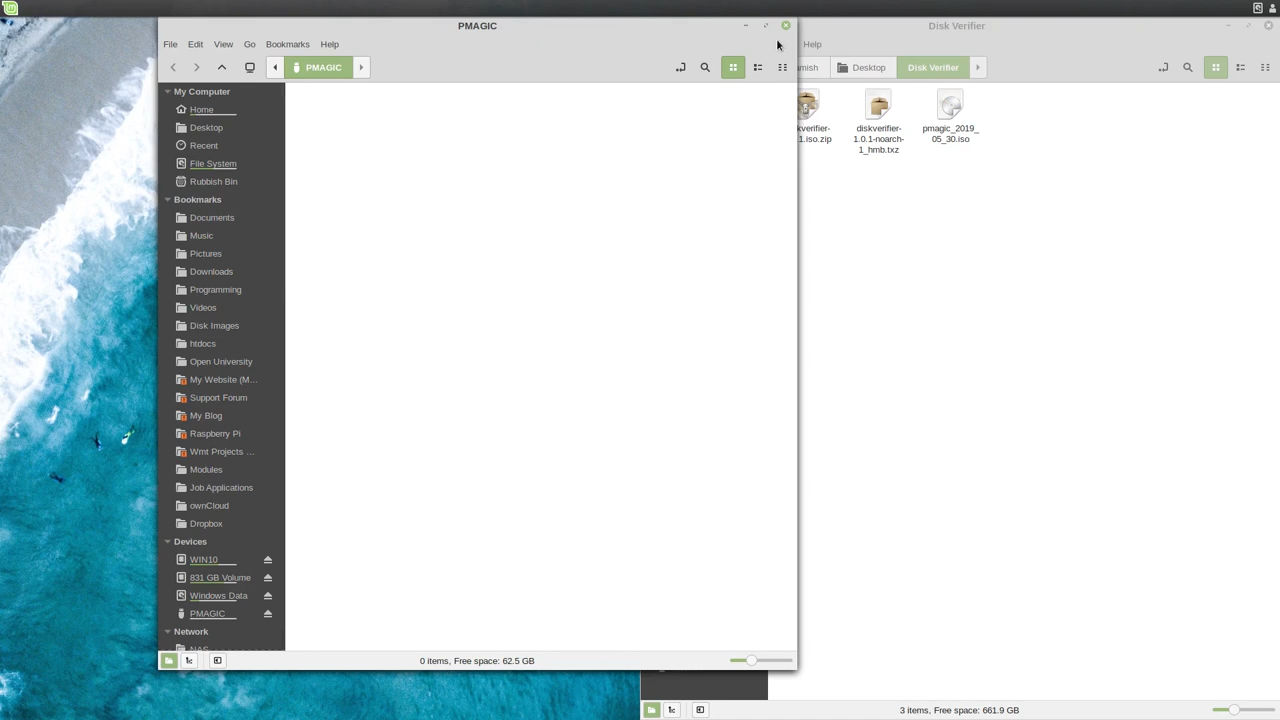 PMAGIC
Disk Verifier
File Edit View Go Bookmarks Help
Help
PMAGIC
Desktop
Disk Verifier
My Computer
Home
Desktop
Recent
File System
Rubbish Bin
Bookmarks
Documents
Music
Pictures
Downloads
Programming
Videos
Disk Images
htdocs
Open University
My Website (M...
Support Forum
My Blog
Raspberry Pi
Wmt Projects ...
Modules
Job Applications
ownCloud
Dropbox
Devices
WIN10
831 GB Volume
Windows Data
PMAGIC
Network
NAS
diskverifier-
1.0.1-noarch-
1_hmb.txz
pmagic_2019_
05_30.iso
0 items, Free space: 62.5 GB
3 items, Free space: 661.9 GB